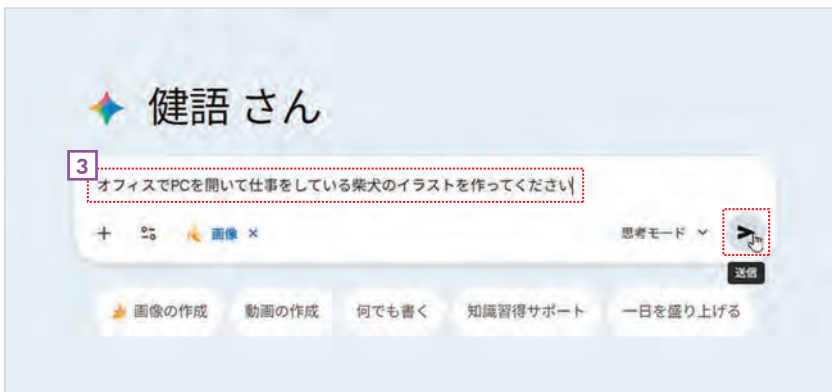 健語 さん
3
オフィスでPCを開いて仕事をしている柴犬のイラストを作ってください
画像 × 思考モード
送信
画像の作成 動画の作成 何でも書く 知識習得サポート 一日を盛り上げる